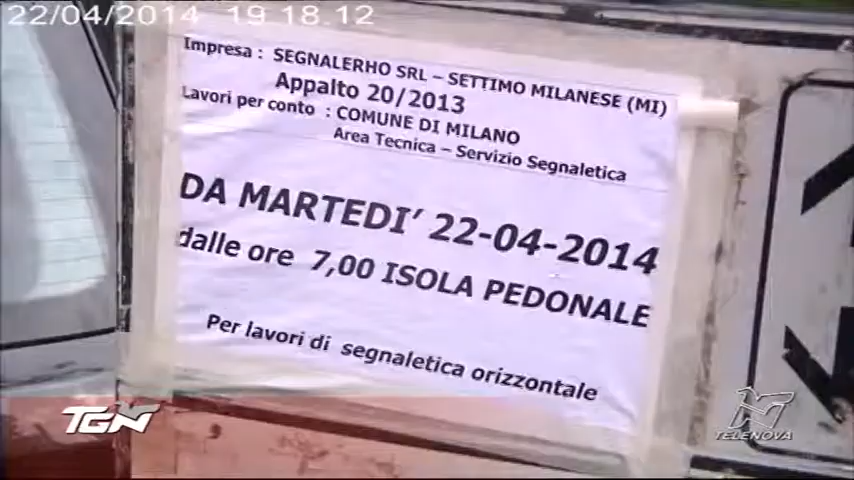 22/04/2014 19 18.12
Impresa : SEGNALERHO SRL – SETTIMO MILANESE (MI)
Appalto 20/2013
Lavori per conto : COMUNE DI MILANO
Area Tecnica – Servizio Segnaletica
DA MARTEDI’ 22-04-2014
dalle ore 7,00 ISOLA PEDONALE
Per lavori di segnaletica orizzontale
TGN
TELENOVA